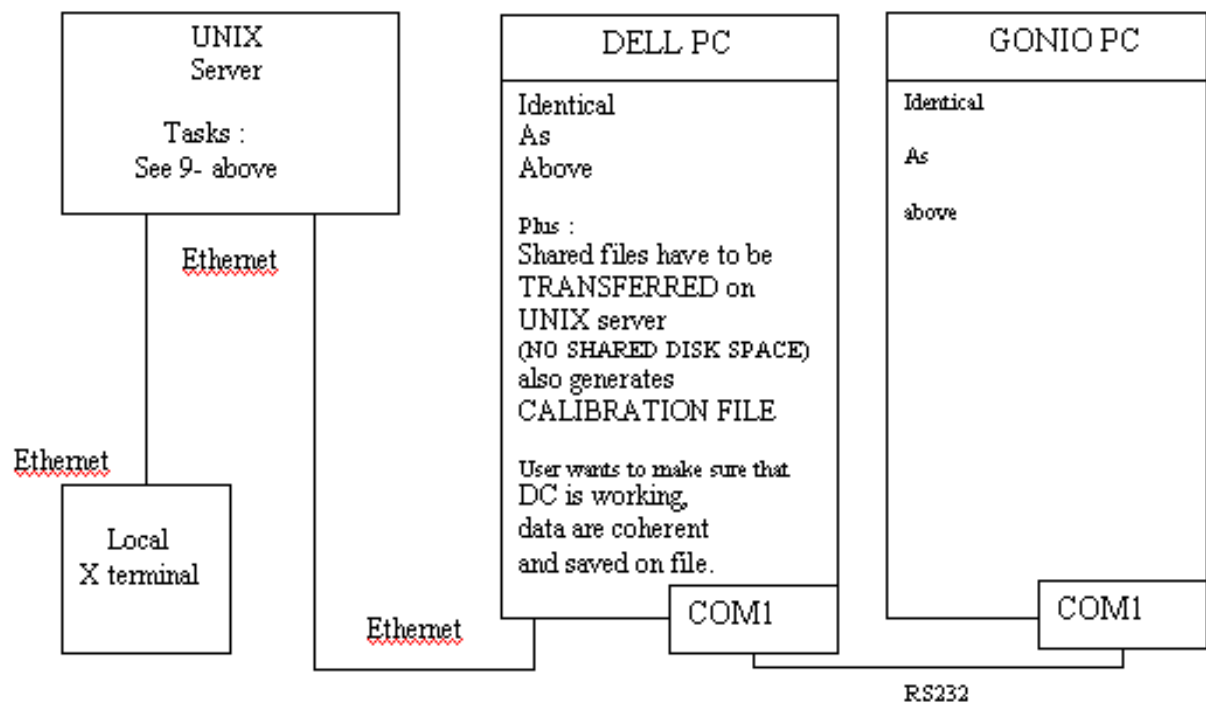 UNIX
Server
Tasks :
See 9- above
Ethernet
Ethernet
Local
X terminal
Ethernet
DELL PC
Identical
As
Above
Plus :
Shared files have to be
TRANSFERRED on
UNIX server
(NO SHARED DISK SPACE)
also generates
CALIBRATION FILE
User wants to make sure that
DC is working,
data are coherent
and saved on file.
COM1
GONIO PC
Identical
As
above
COM1
RS232